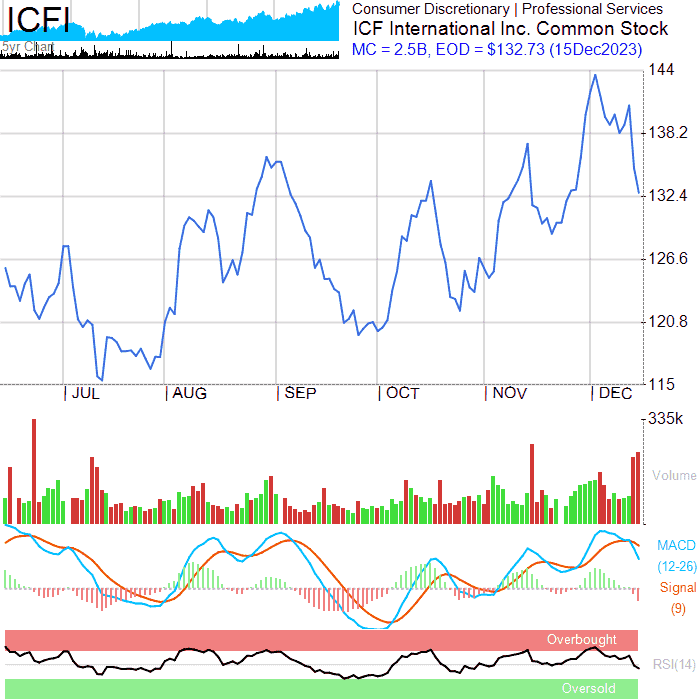 ICFI
5yr Chart
Consumer Discretionary | Professional Services
ICF International Inc. Common Stock
MC = 2.5B, EOD = $132.73 (15Dec2023)
144
138.2
132.4
126.6
120.8
115
JUL AUG SEP OCT NOV DEC
335k
Volume
MACD
(12-26)
Signal
(9)
Overbought
RSI(14)
Oversold